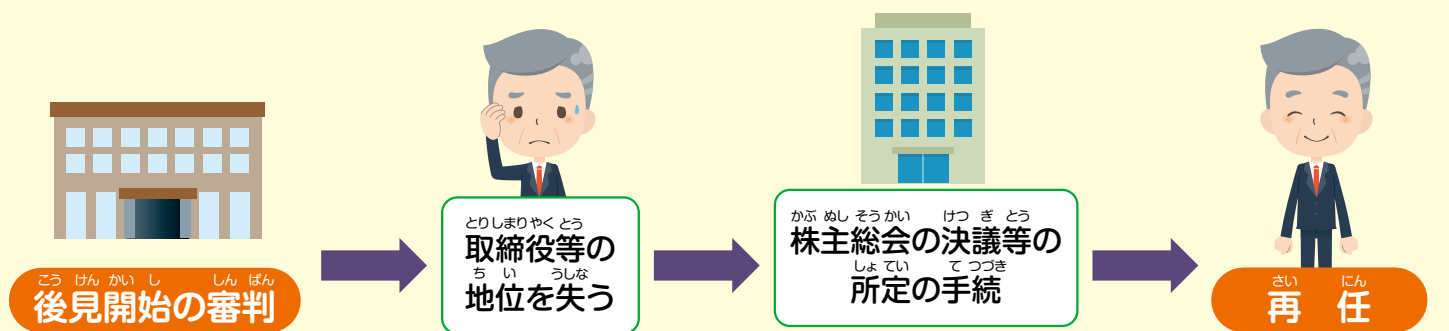 こう けん かい し しん ぱん
後見開始の審判
とりしまりやく とう
取締役等の
ち い うしな
地位を失う
かぶ ぬし そうかい けつ ぎ とう
株主総会の決議等の
しょ てい て つづき
所定の手続
さい にん
再 任